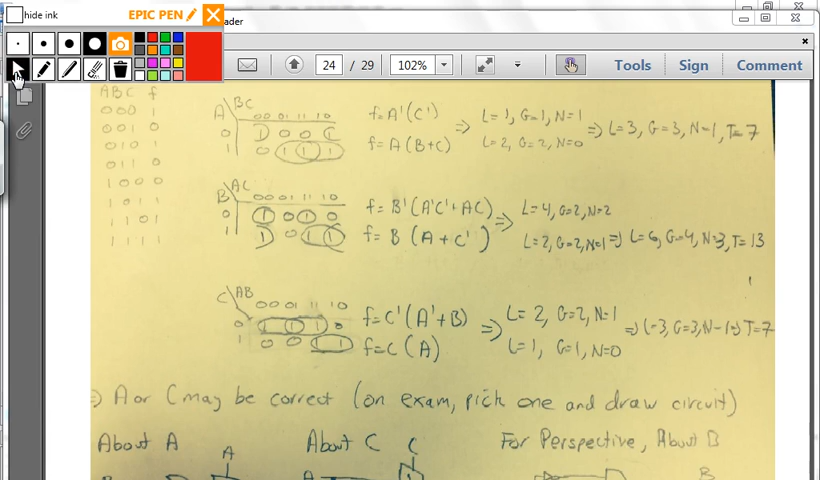 hide ink
EPIC PEN
ader
24 / 29
102%
Tools
Sign
Comment
ABC f
000 1
001 0
010 1
011 0
100 0
101 1
110 1
111 1
A\BC 00 01 11 10
0 1 0 0 1
1 0 1 1 1
f=A'(C')
f=A(B+C)
⇒ L=1, G=1, N=1
L=2, G=2, N=0
⇒ L=3, G=3, N=1, T=7
B\AC 00 01 11 10
0 1 0 1 0
1 1 0 1 1
f=B'(A'C'+AC)
f=B(A+C')
⇒ L=4, G=2, N=2
L=2, G=2, N=1 ⇒ L=6, G=4, N=3, T=13
C\AB 00 01 11 10
0 1 1 1 0
1 0 0 1 1
f=C'(A'+B)
f=C(A)
⇒ L=2, G=2, N=1
L=1, G=1, N=0
⇒ L=3, G=3, N=1 ⇒ T=7
⇒ A or C may be correct (on exam, pick one and draw circuit)
About A
About C
For Perspective, About B
A
C
B
A